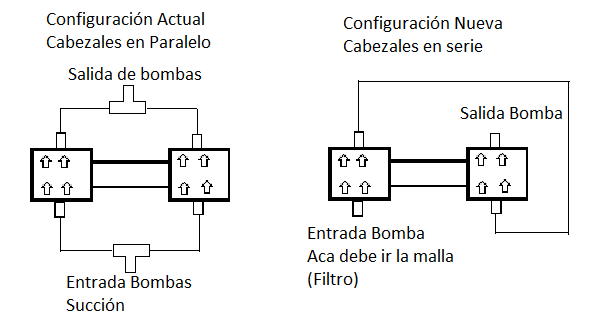 Configuración Actual
Cabezales en Paralelo
Salida de bombas
Entrada Bombas
Succión
Configuración Nueva
Cabezales en serie
Salida Bomba
Entrada Bomba
Aca debe ir la malla
(Filtro)